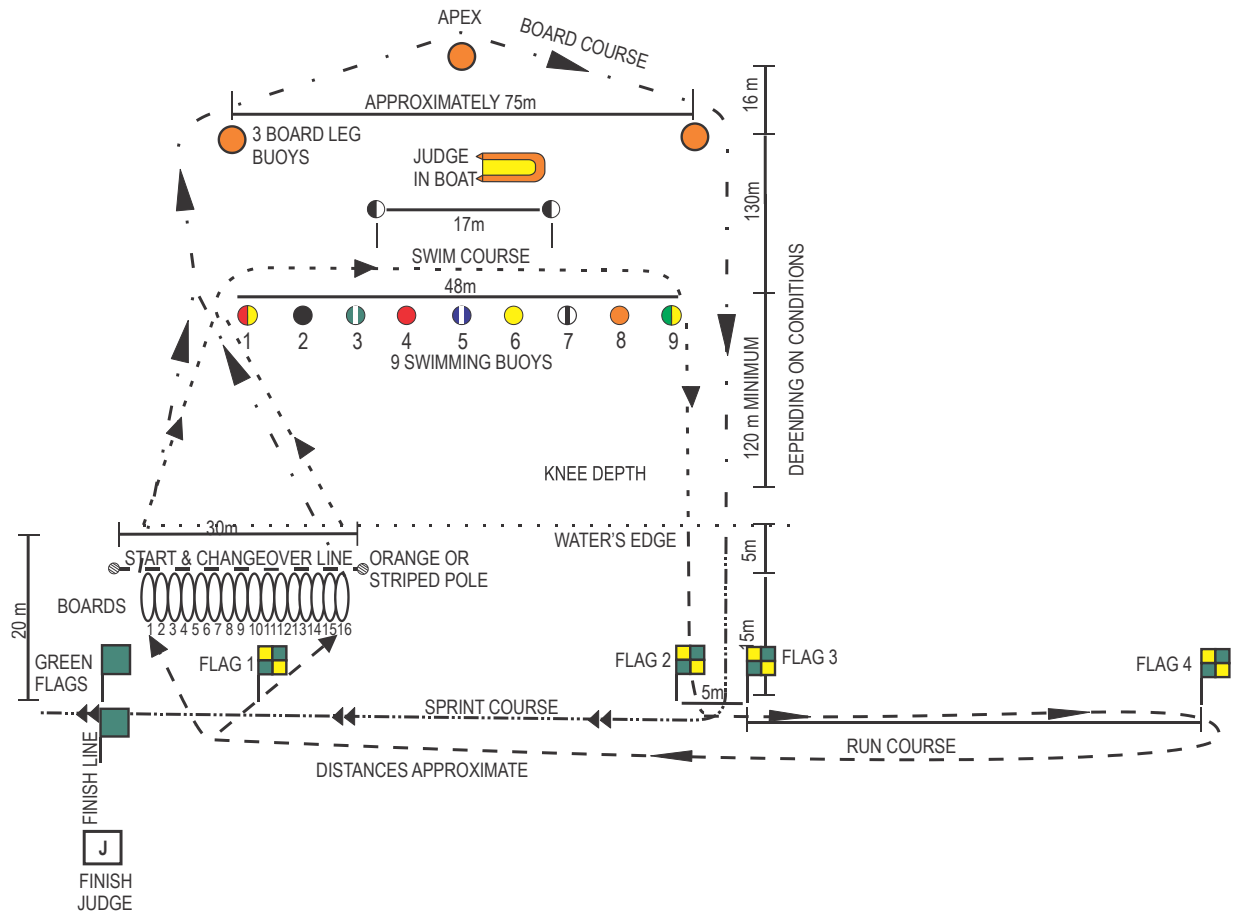 APEX
BOARD COURSE
APPROXIMATELY 75m
16 m
3 BOARD LEG
BUOYS
JUDGE
IN BOAT
130m
17m
SWIM COURSE
48m
1 2 3 4 5 6 7 8 9
9 SWIMMING BUOYS
120 m MINIMUM
DEPENDING ON CONDITIONS
KNEE DEPTH
30m
WATER'S EDGE
5m
START & CHANGEOVER LINE
ORANGE OR
STRIPED POLE
20 m
BOARDS
1 2 3 4 5 6 7 8 9 10 11 12 13 14 15 16
15m
GREEN
FLAGS
FLAG 1
FLAG 2
FLAG 3
FLAG 4
5m
SPRINT COURSE
RUN COURSE
DISTANCES APPROXIMATE
FINISH LINE
J
FINISH
JUDGE